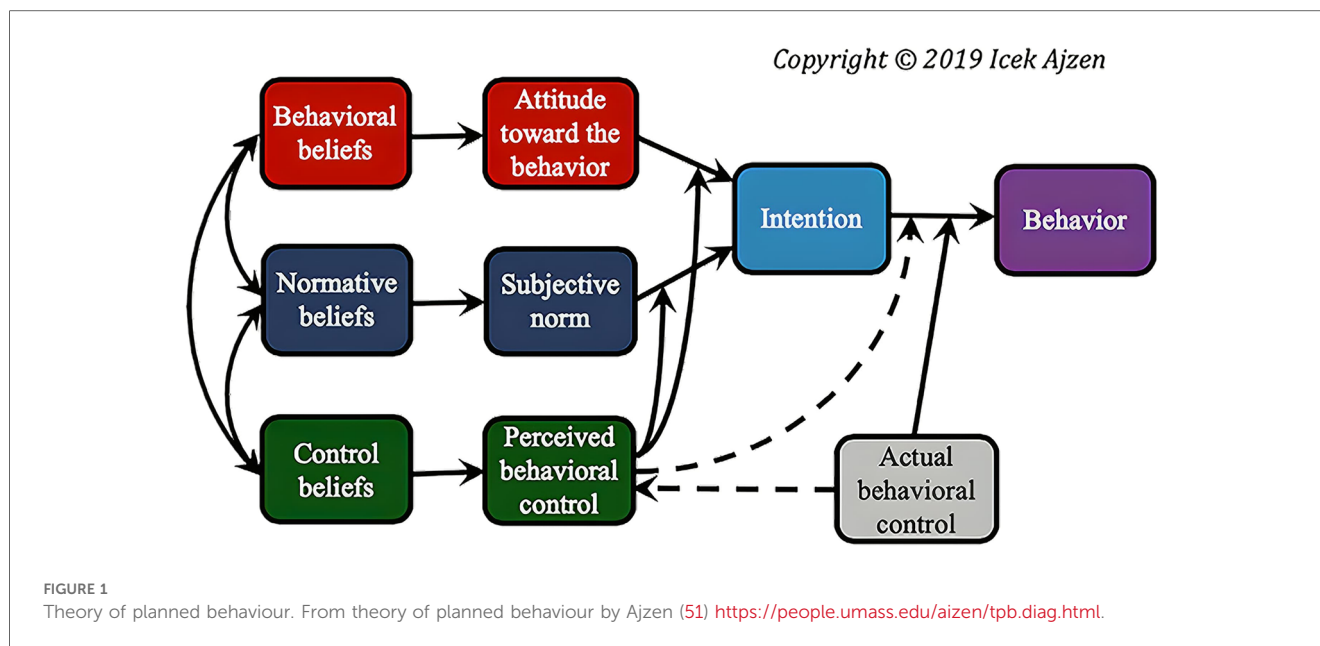 Copyright © 2019 Icek Ajzen
Behavioral
beliefs
Attitude
toward the
behavior
Intention
Behavior
Normative
beliefs
Subjective
norm
Control
beliefs
Perceived
behavioral
control
Actual
behavioral
control
FIGURE 1
Theory of planned behaviour. From theory of planned behaviour by Ajzen (51) https://people.umass.edu/aizen/tpb.diag.html.